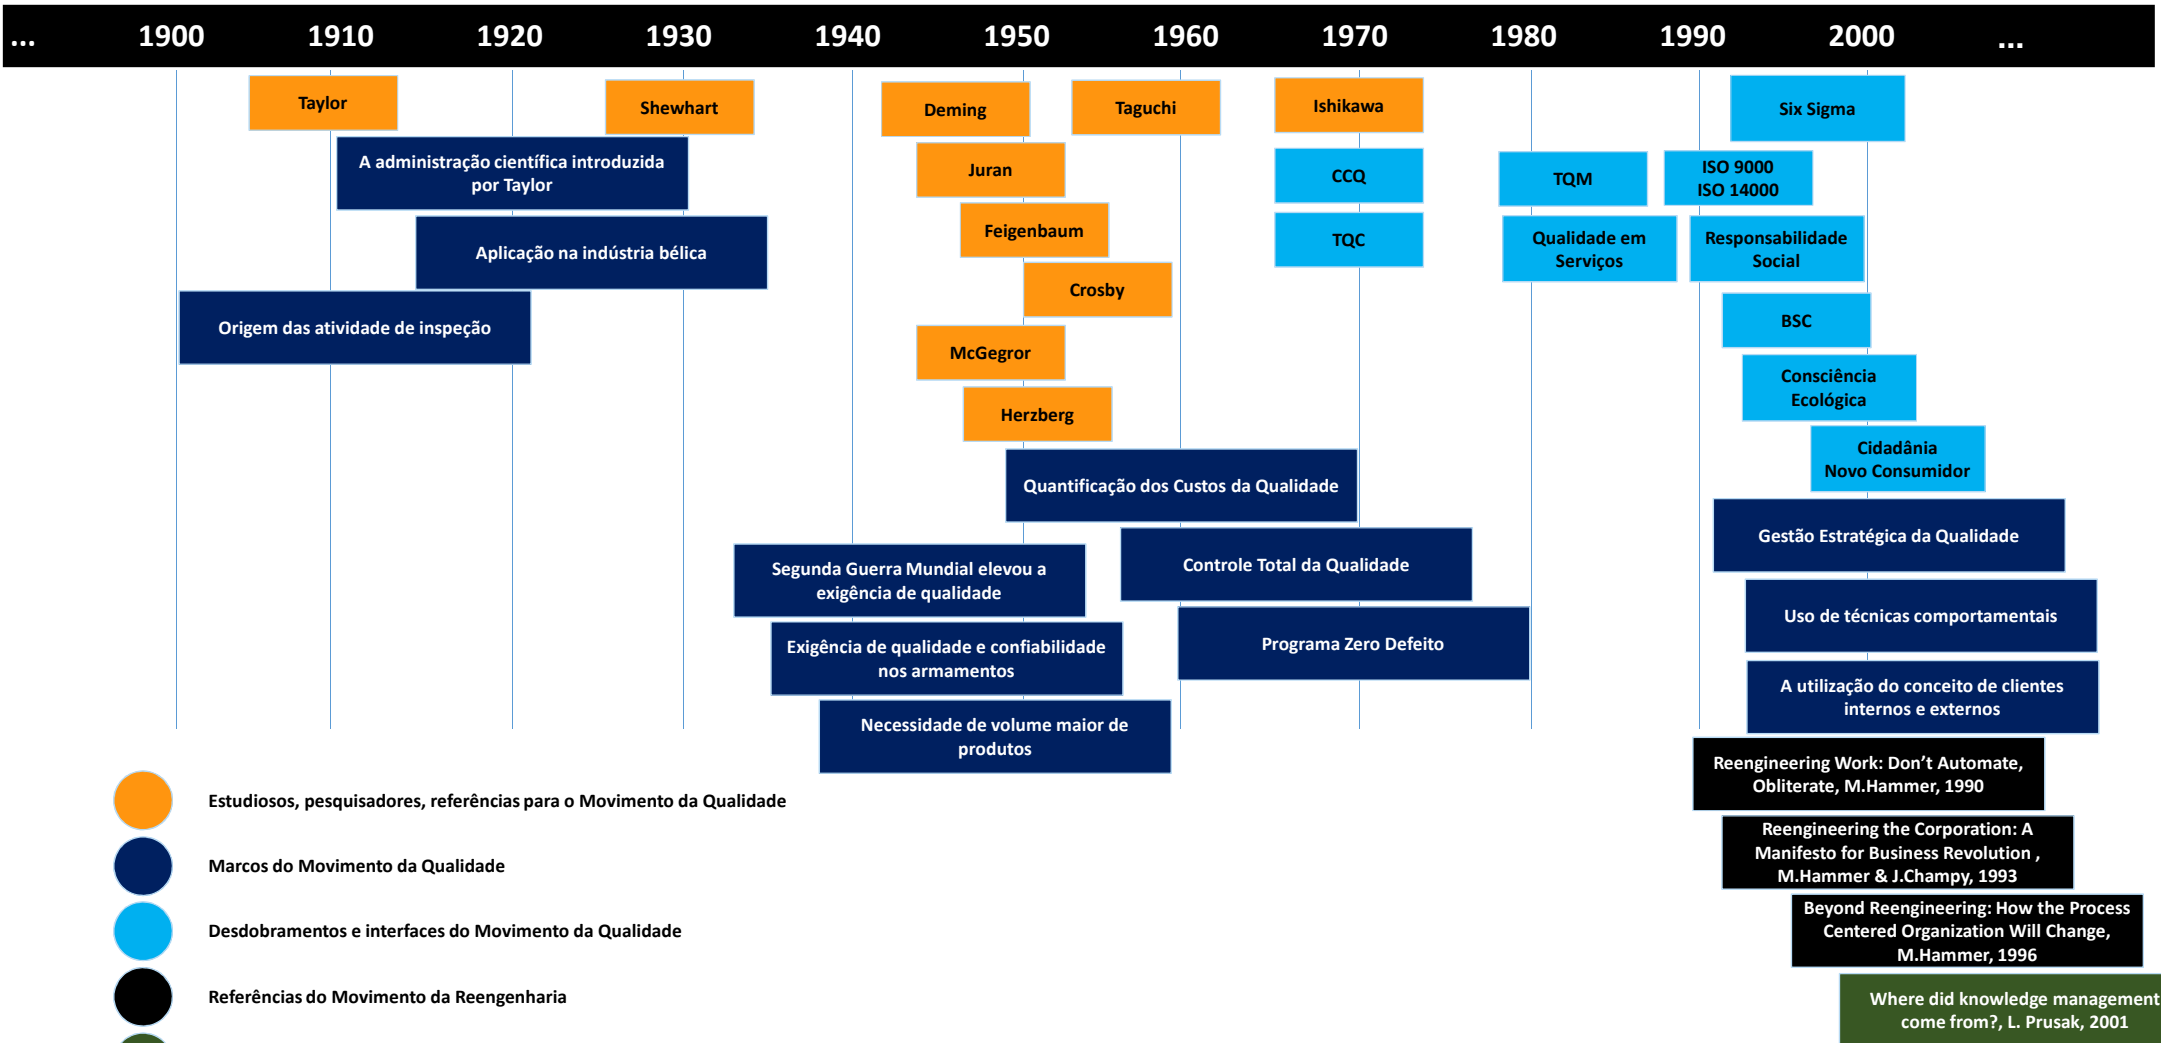 ... 1900 1910 1920 1930 1940 1950 1960 1970 1980 1990 2000 ...
Taylor
Shewhart
Deming
Taguchi
Ishikawa
Six Sigma
A administração científica introduzida
por Taylor
Juran
CCQ
TQM
ISO 9000
ISO 14000
Aplicação na indústria bélica
Feigenbaum
TQC
Qualidade em
Serviços
Responsabilidade
Social
Origem das atividade de inspeção
Crosby
BSC
McGegror
Consciência
Ecológica
Herzberg
Cidadânia
Novo Consumidor
Quantificação dos Custos da Qualidade
Gestão Estratégica da Qualidade
Segunda Guerra Mundial elevou a
exigência de qualidade
Controle Total da Qualidade
Uso de técnicas comportamentais
Exigência de qualidade e confiabilidade
nos armamentos
Programa Zero Defeito
A utilização do conceito de clientes
internos e externos
Necessidade de volume maior de
produtos
Reengineering Work: Don’t Automate,
Obliterate, M.Hammer, 1990
Estudiosos, pesquisadores, referências para o Movimento da Qualidade
Reengineering the Corporation: A
Manifesto for Business Revolution ,
M.Hammer & J.Champy, 1993
Marcos do Movimento da Qualidade
Beyond Reengineering: How the Process
Centered Organization Will Change,
M.Hammer, 1996
Desdobramentos e interfaces do Movimento da Qualidade
Referências do Movimento da Reengenharia
Where did knowledge management
come from?, L. Prusak, 2001